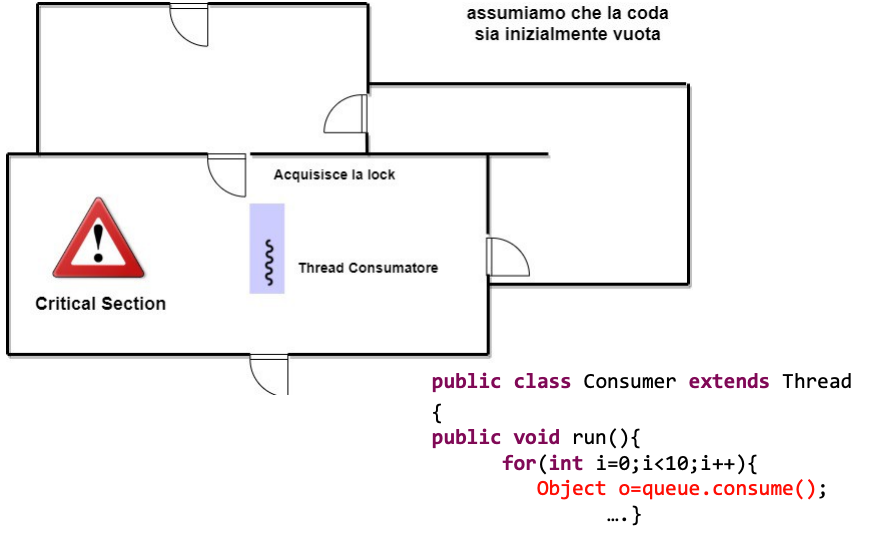 assumiamo che la coda
sia inizialmente vuota
Acquisisce la lock
Thread Consumatore
Critical Section
public class Consumer extends Thread
{
public void run(){
for(int i=0;i<10;i++){
Object o=queue.consume();
….}